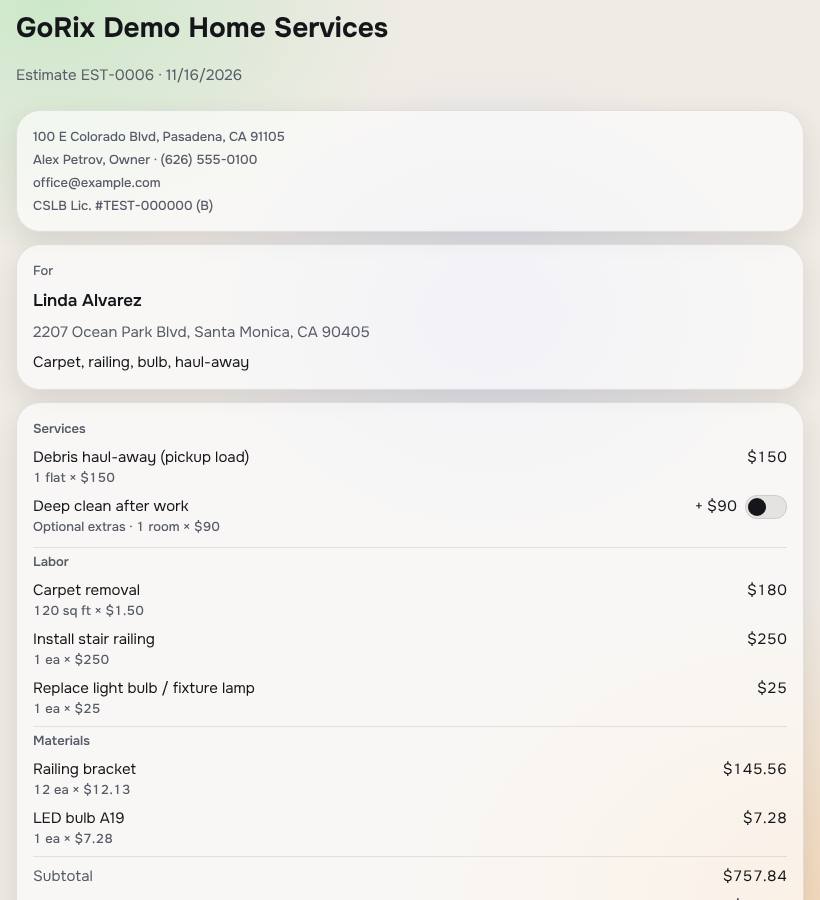 GoRix Demo Home Services
Estimate EST-0006 · 11/16/2026
100 E Colorado Blvd, Pasadena, CA 91105
Alex Petrov, Owner · (626) 555-0100
office@example.com
CSLB Lic. #TEST-000000 (B)
For
Linda Alvarez
2207 Ocean Park Blvd, Santa Monica, CA 90405
Carpet, railing, bulb, haul-away
Services
Debris haul-away (pickup load) $150
1 flat × $150
Deep clean after work + $90
Optional extras · 1 room × $90
Labor
Carpet removal $180
120 sq ft × $1.50
Install stair railing $250
1 ea × $250
Replace light bulb / fixture lamp $25
1 ea × $25
Materials
Railing bracket $145.56
12 ea × $12.13
LED bulb A19 $7.28
1 ea × $7.28
Subtotal $757.84